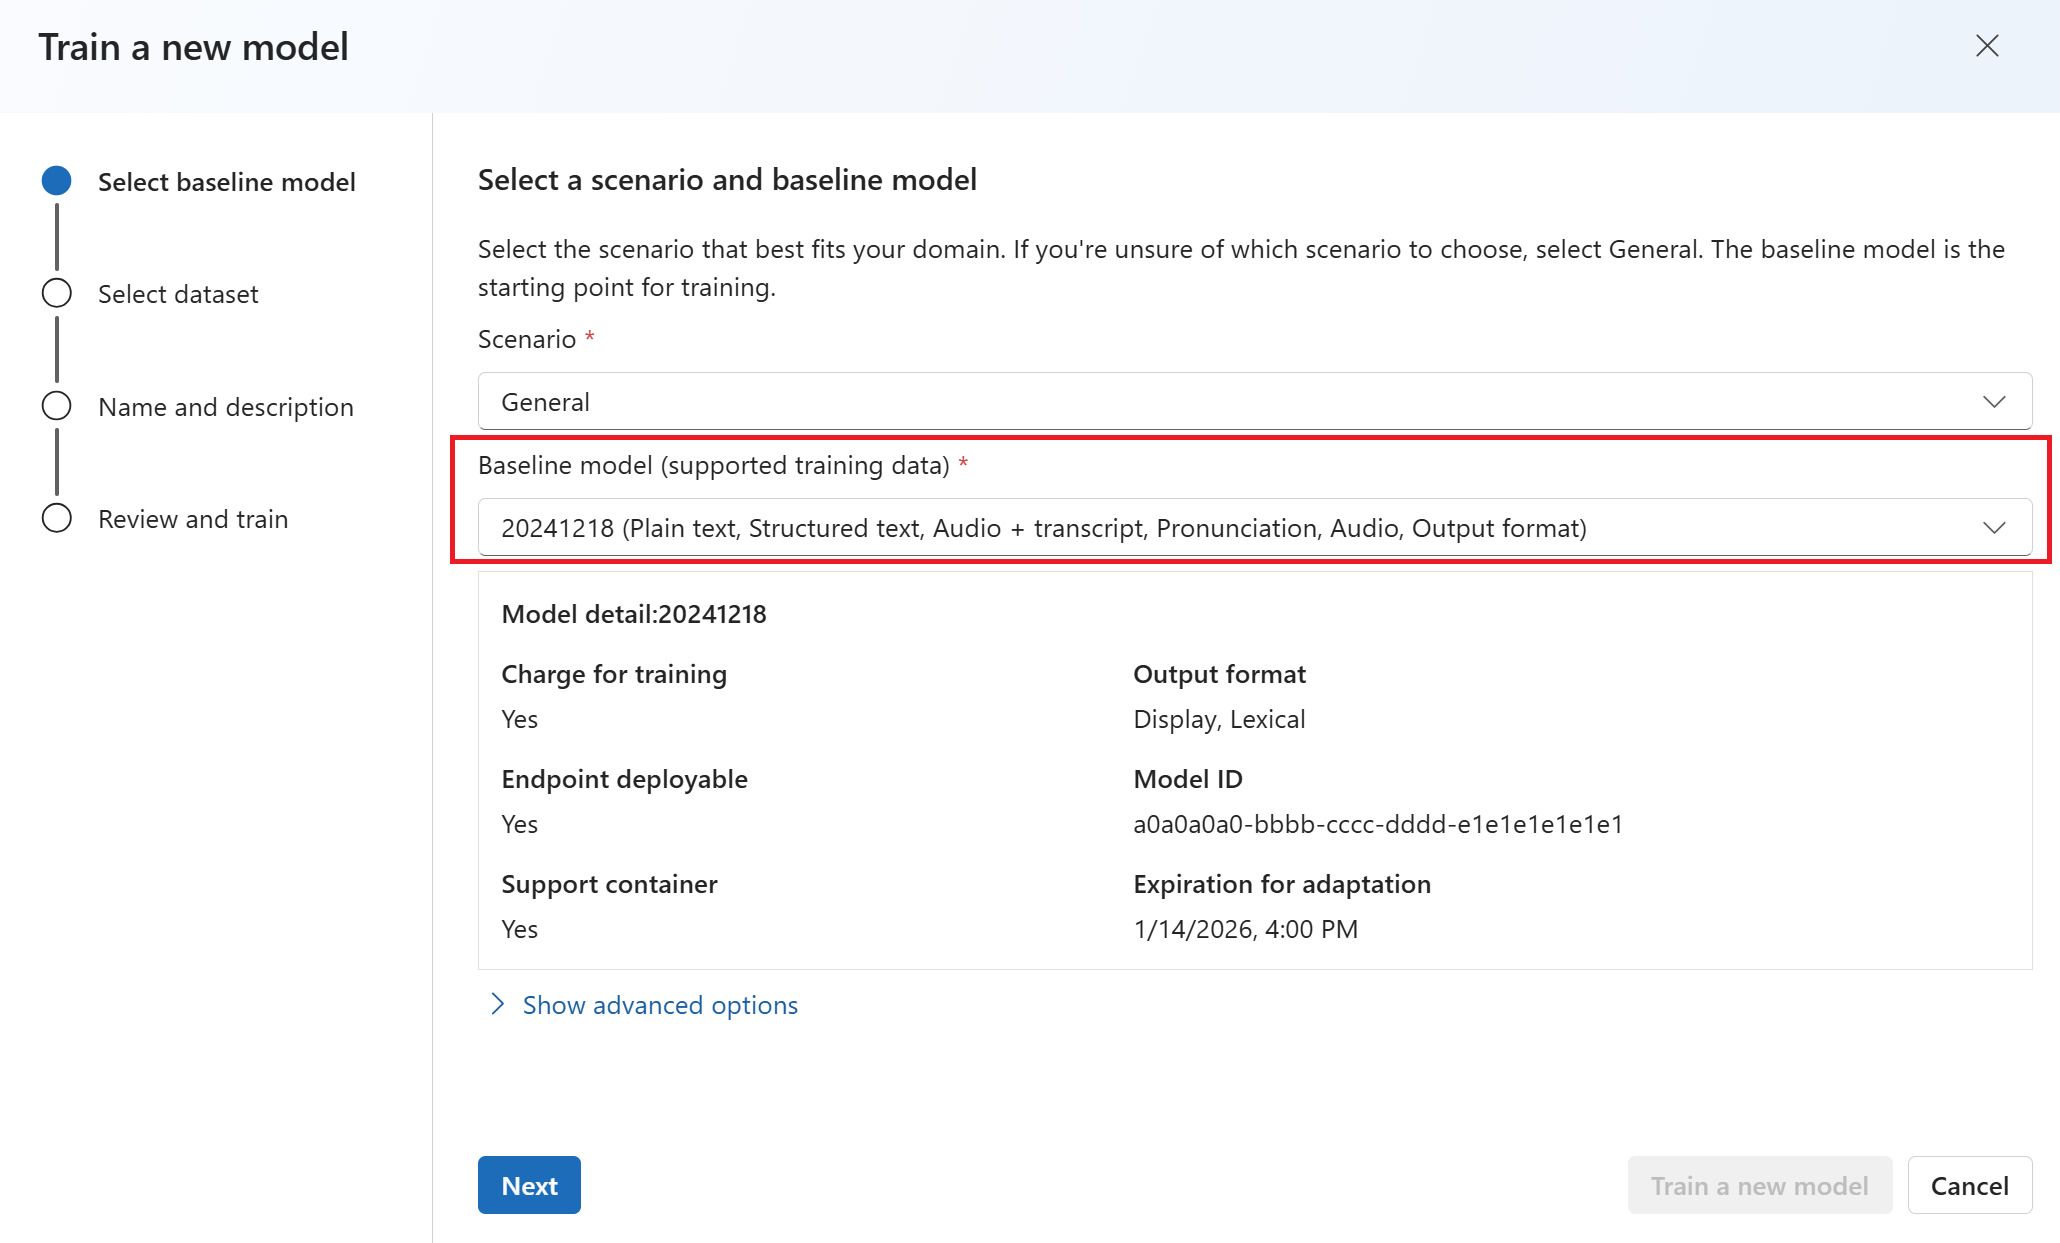 Train a new model
Select baseline model
Select dataset
Name and description
Review and train
Select a scenario and baseline model
Select the scenario that best fits your domain. If you're unsure of which scenario to choose, select General. The baseline model is the
starting point for training.
Scenario *
General
Baseline model (supported training data) *
20241218 (Plain text, Structured text, Audio + transcript, Pronunciation, Audio, Output format)
Model detail:20241218
Charge for training
Yes
Output format
Display, Lexical
Endpoint deployable
Yes
Model ID
a0a0a0a0-bbbb-cccc-dddd-e1e1e1e1e1e1
Support container
Yes
Expiration for adaptation
1/14/2026, 4:00 PM
Show advanced options
Next
Train a new model
Cancel